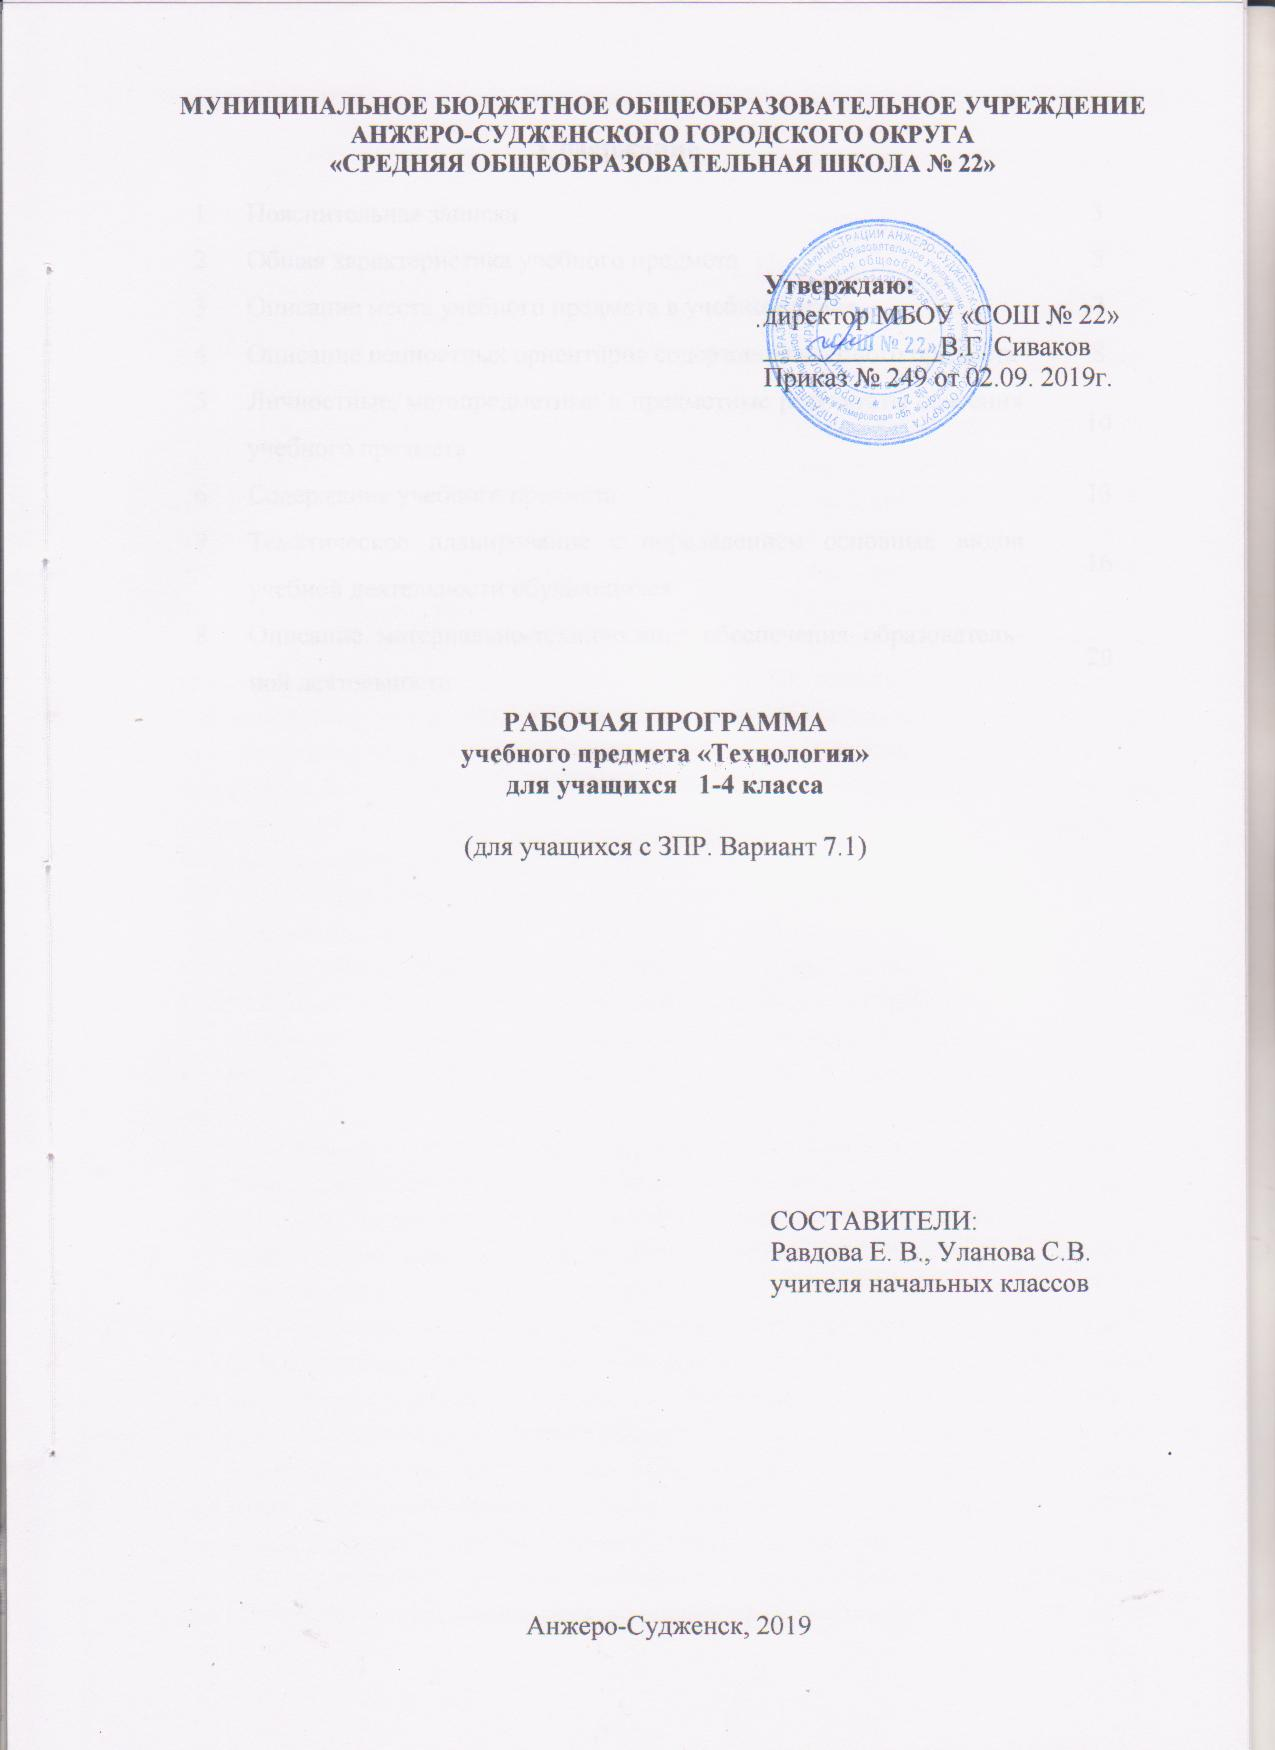 МУНИЦИПАЛЬНОЕ БЮДЖЕТНОЕ ОБЩЕОБРАЗОВАТЕЛЬНОЕ УЧРЕЖДЕНИЕ
АНЖЕРО-СУДЖЕНСКОГО ГОРОДСКОГО ОКРУГА
«СРЕДНЯЯ ОБЩЕОБРАЗОВАТЕЛЬНАЯ ШКОЛА № 22»
Утверждаю:
директор МБОУ «СОШ № 22»
В.Г. Сиваков
Приказ № 249 от 02.09. 2019г.
РАБОЧАЯ ПРОГРАММА
учебного предмета «Технология»
для учащихся 1-4 класса
(для учащихся с ЗПР. Вариант 7.1)
СОСТАВИТЕЛИ:
Равдова Е. В., Уланова С.В.
учителя начальных классов
Анжеро-Судженск, 2019